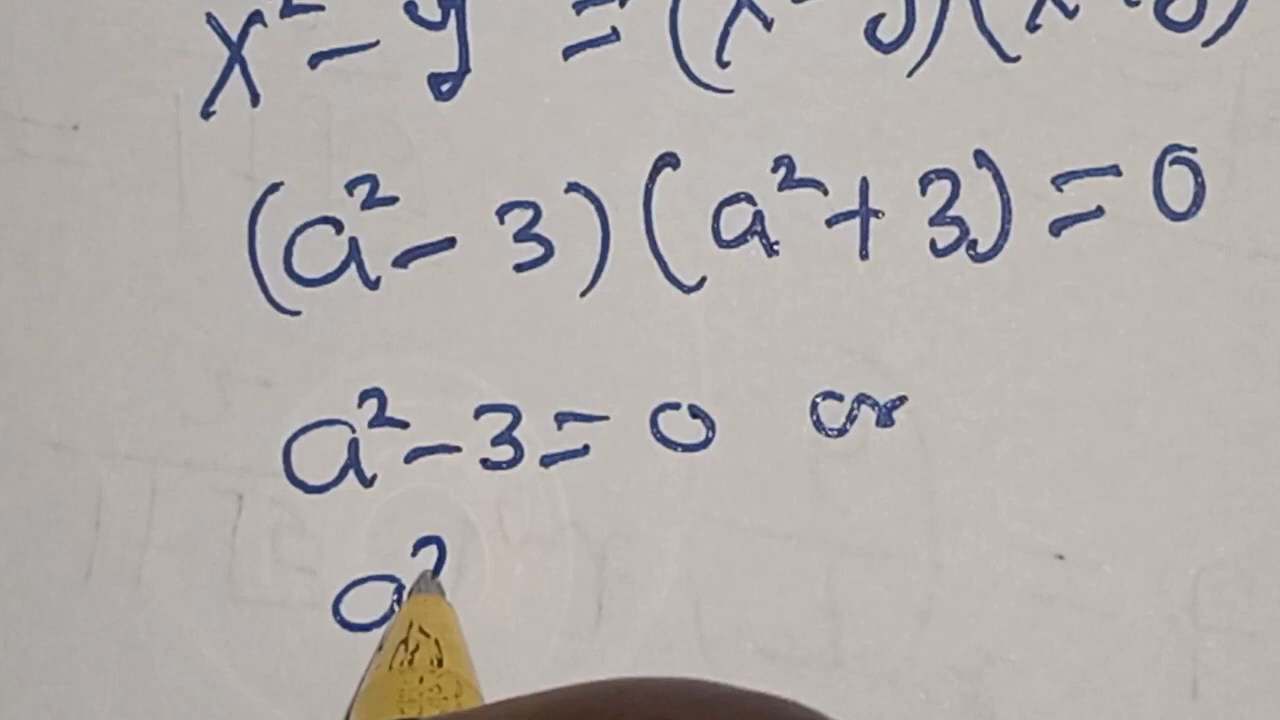 x² - y² = (x - y)(x + y)
(a² - 3)(a² + 3) = 0
a² - 3 = 0 or
a²